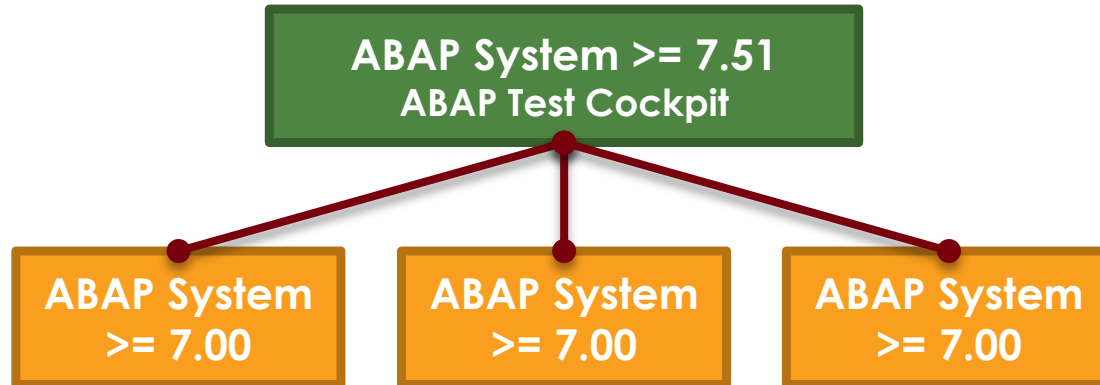 ABAP System >= 7.51
ABAP Test Cockpit
ABAP System
>= 7.00
ABAP System
>= 7.00
ABAP System
>= 7.00